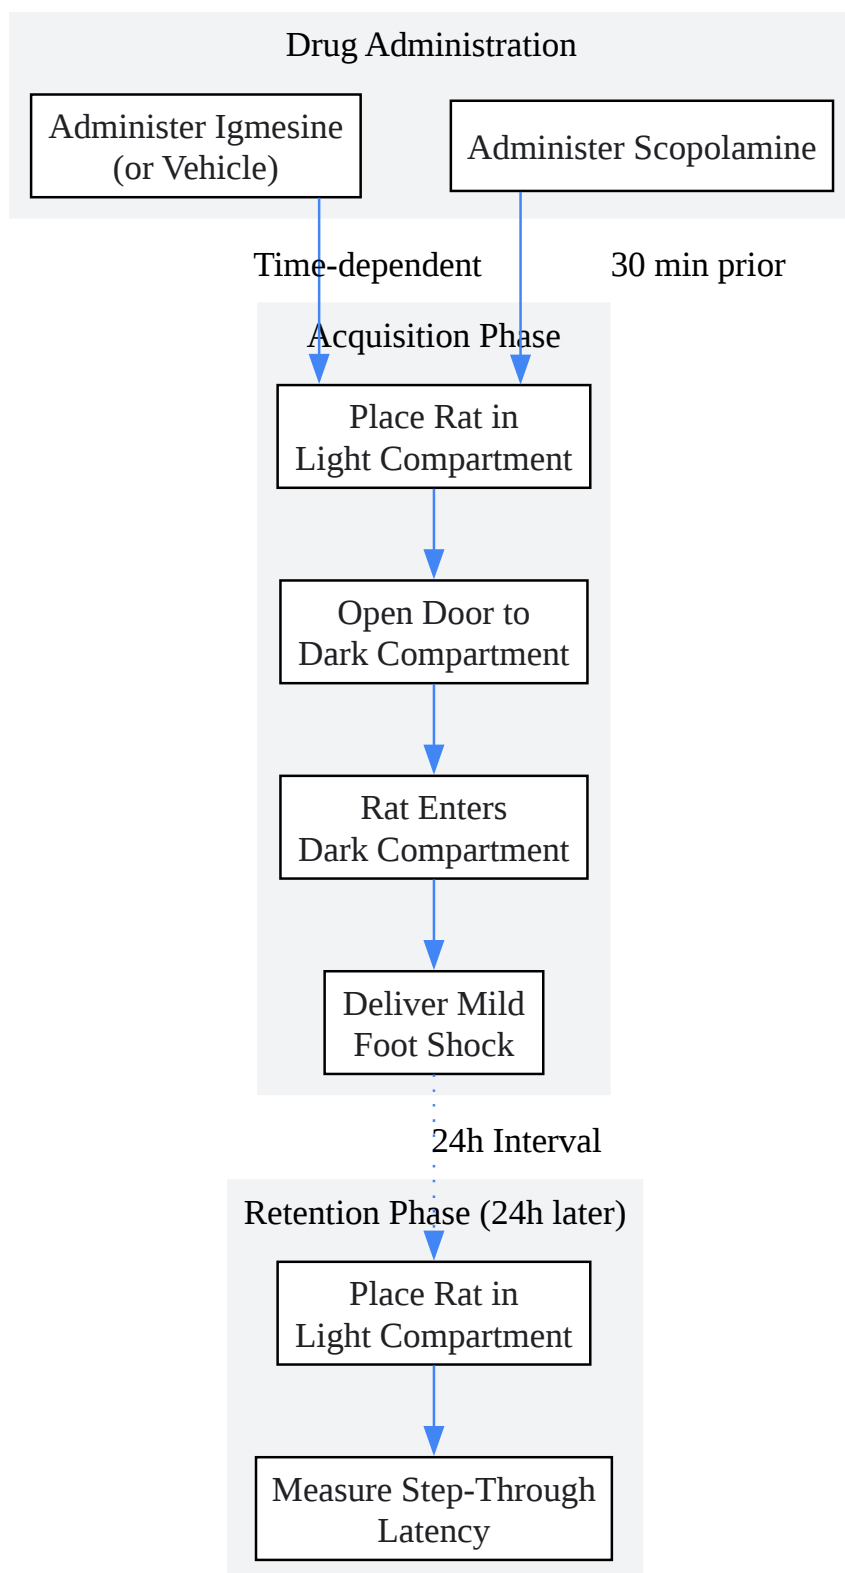 Drug Administration
Administer Igmesine
(or Vehicle)
Administer Scopolamine
Time-dependent
30 min prior
Acquisition Phase
Place Rat in
Light Compartment
Open Door to
Dark Compartment
Rat Enters
Dark Compartment
Deliver Mild
Foot Shock
24h Interval
Retention Phase (24h later)
Place Rat in
Light Compartment
Measure Step-Through
Latency